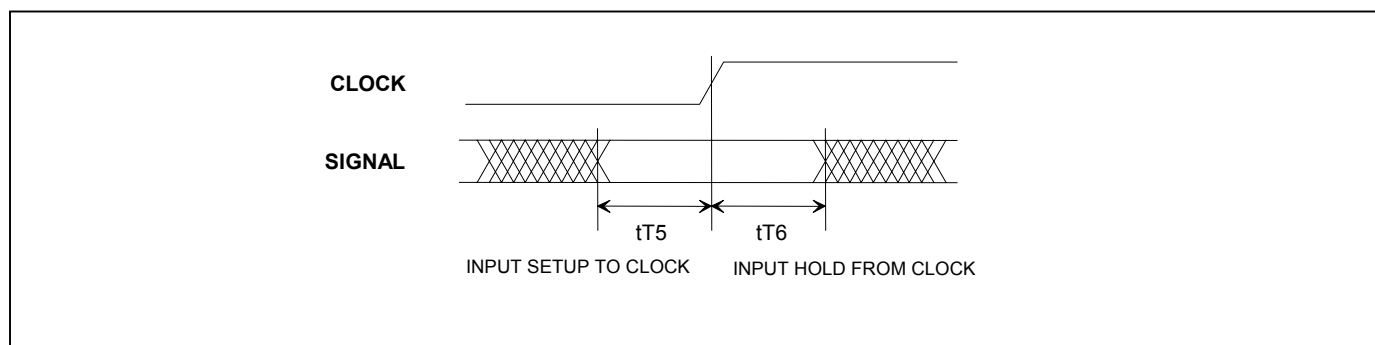 CLOCK
SIGNAL
tT5
tT6
INPUT SETUP TO CLOCK
INPUT HOLD FROM CLOCK